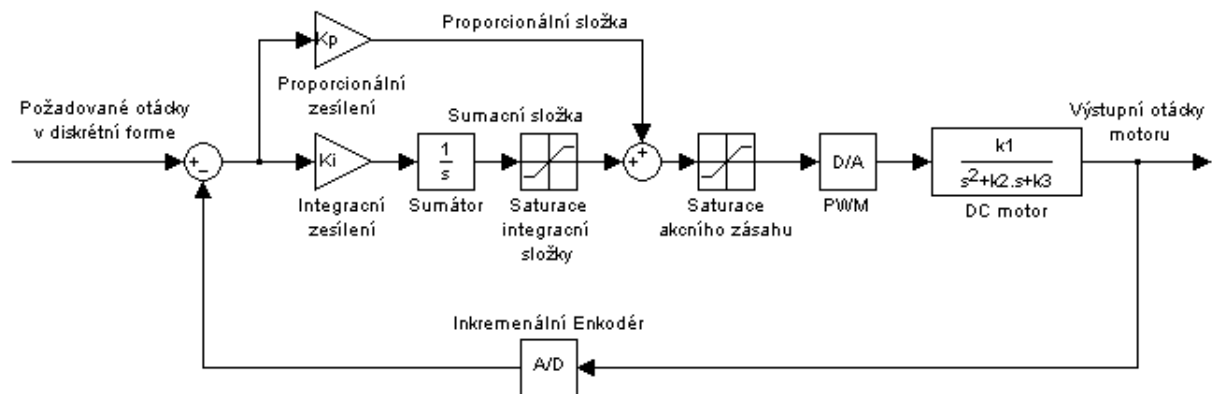 Proporcionální složka
Kp
Proporcionální
zesílení
Požadované otácky
v diskrétní forme
+
−
Ki
Integracní
zesílení
1
s
Sumátor
Sumacní složka
Saturace
integracní
složky
+
+
Saturace
akcního zásahu
D/A
PWM
k1
s²+k2.s+k3
DC motor
Výstupní otácky
motoru
Inkremenální Enkodér
A/D